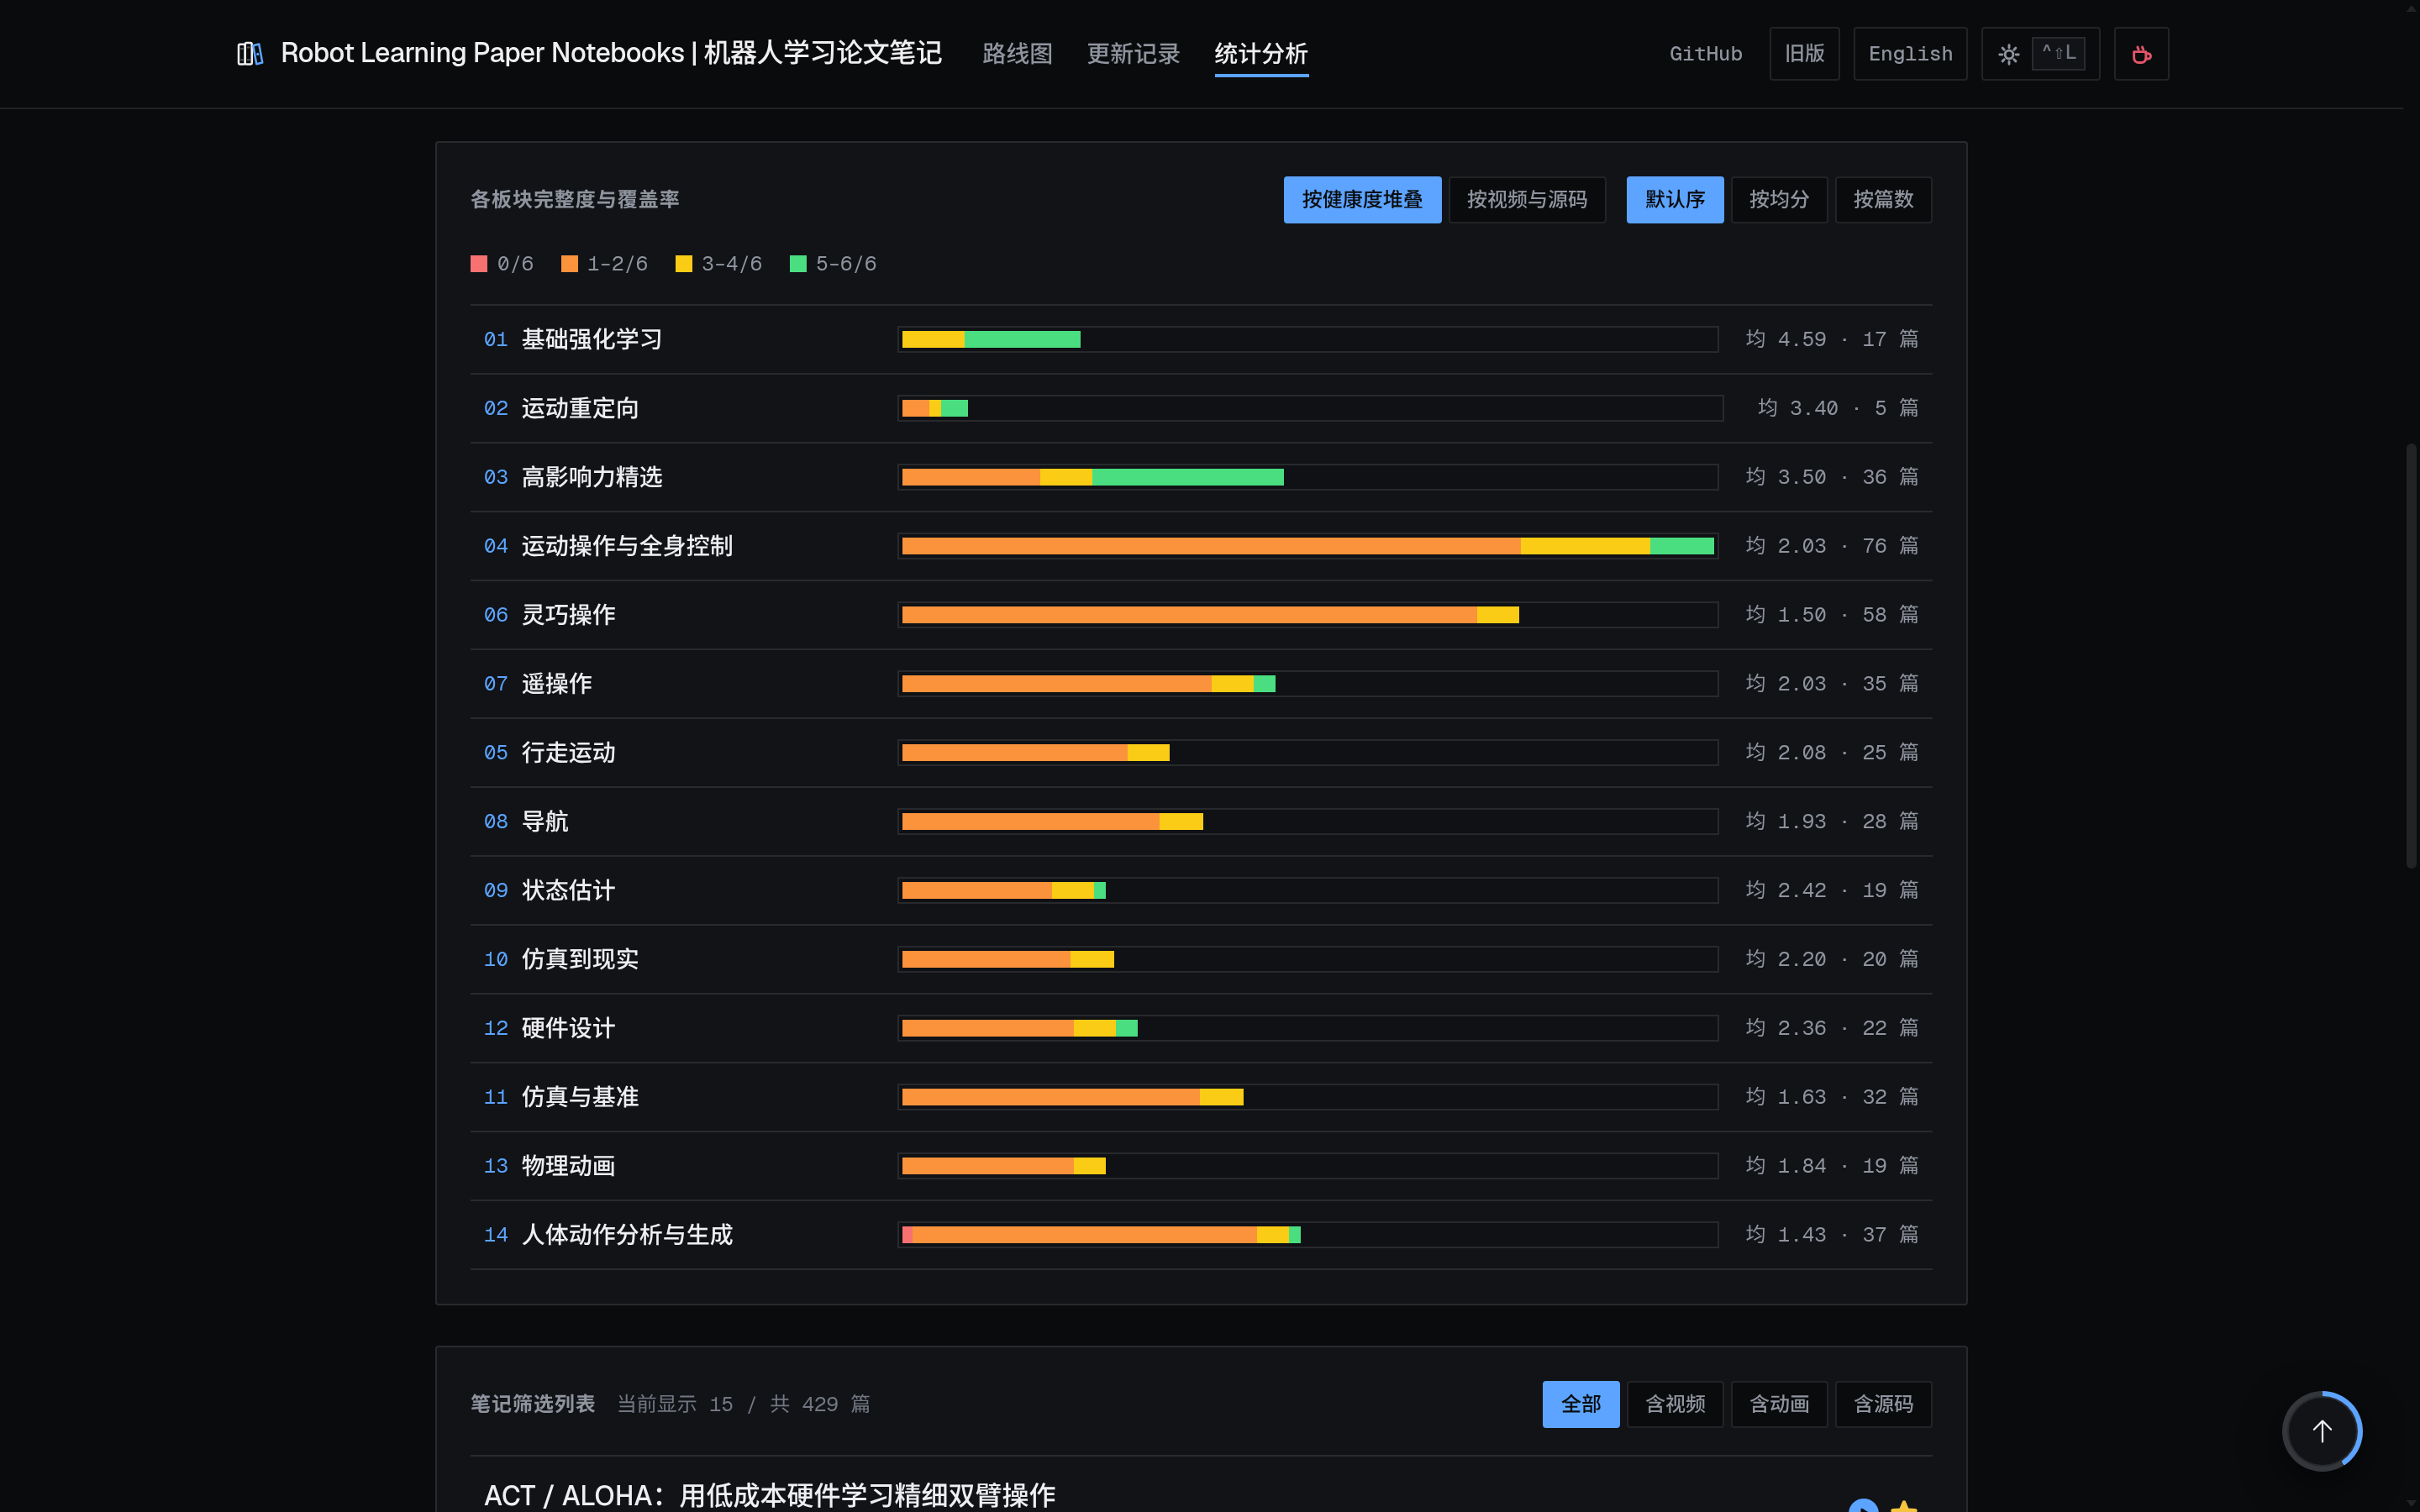 Robot Learning Paper Notebooks | 机器人学习论文笔记 路线图 更新记录 统计分析 GitHub 旧版 English ^⇧L
各板块完整度与覆盖率 按健康度堆叠 按视频与源码 默认序 按均分 按篇数
0/6 1-2/6 3-4/6 5-6/6
01 基础强化学习 均 4.59 · 17 篇
02 运动重定向 均 3.40 · 5 篇
03 高影响力精选 均 3.50 · 36 篇
04 运动操作与全身控制 均 2.03 · 76 篇
06 灵巧操作 均 1.50 · 58 篇
07 遥操作 均 2.03 · 35 篇
05 行走运动 均 2.08 · 25 篇
08 导航 均 1.93 · 28 篇
09 状态估计 均 2.42 · 19 篇
10 仿真到现实 均 2.20 · 20 篇
12 硬件设计 均 2.36 · 22 篇
11 仿真与基准 均 1.63 · 32 篇
13 物理动画 均 1.84 · 19 篇
14 人体动作分析与生成 均 1.43 · 37 篇
笔记筛选列表 当前显示 15 / 共 429 篇 全部 含视频 含动画 含源码
ACT / ALOHA：用低成本硬件学习精细双臂操作